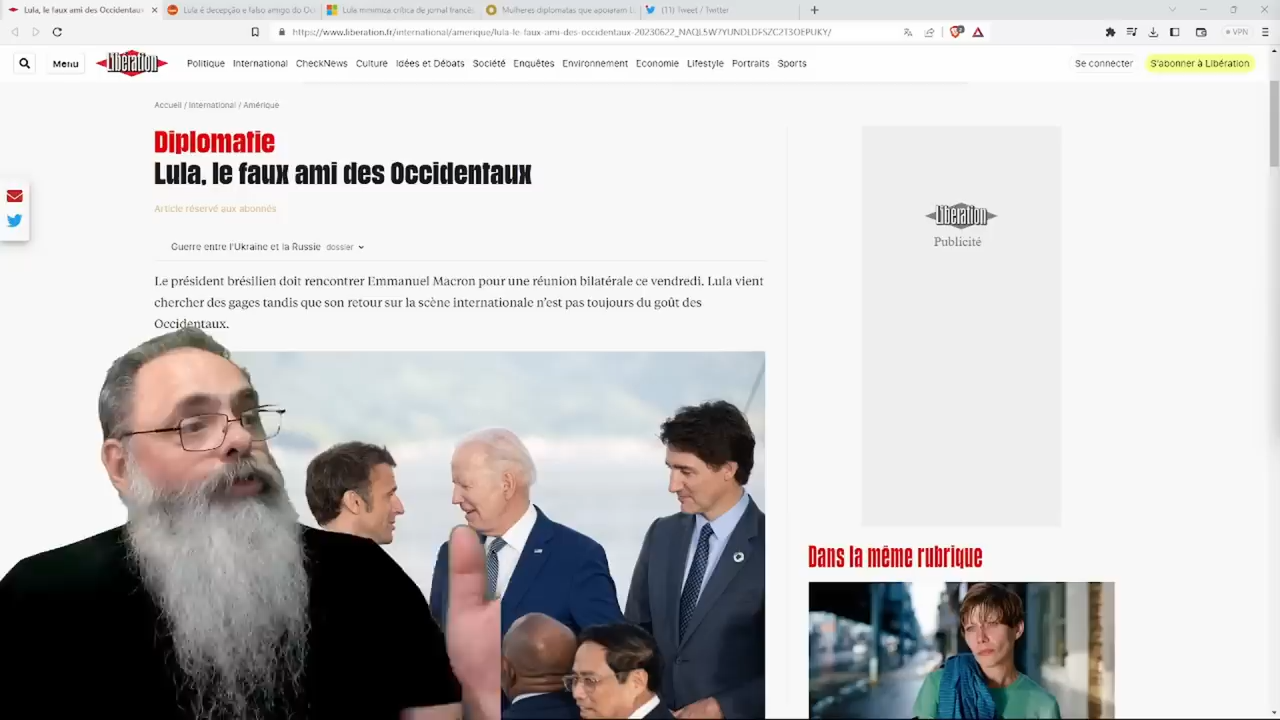 Lula, le faux ami des Occidentaux
Lula é decepção e falso amigo do Oc
Lula minimiza crítica de jornal francês
Mulheres diplomatas que apoiaram L
(11) Tweet / Twitter
https://www.liberation.fr/international/amerique/lula-le-faux-ami-des-occidentaux-20230622_NAQL5W7YUNDLDFSZC2T3OEPUKY/
VPN
Menu
Libération
Politique International CheckNews Culture Idées et Débats Société Enquêtes Environnement Economie Lifestyle Portraits Sports
Se connecter
S'abonner à Libération
Accueil / International / Amérique
Diplomatie
Lula, le faux ami des Occidentaux
Article réservé aux abonnés
Guerre entre l'Ukraine et la Russie dossier
Le président brésilien doit rencontrer Emmanuel Macron pour une réunion bilatérale ce vendredi. Lula vient
chercher des gages tandis que son retour sur la scène internationale n'est pas toujours du goût des
Occidentaux.
Libération
Publicité
Dans la même rubrique